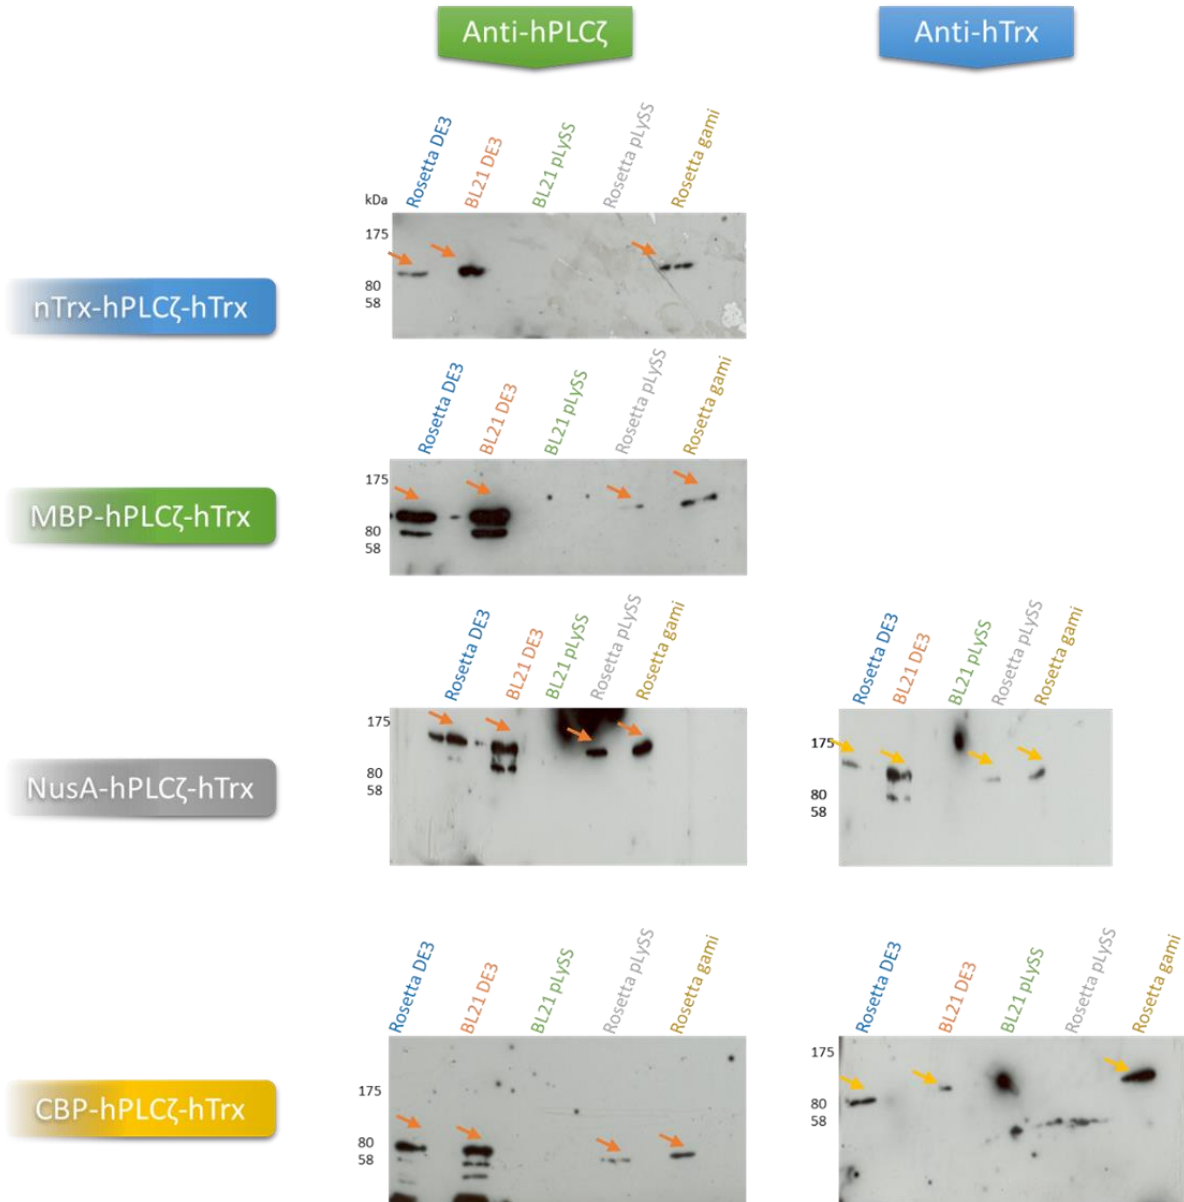 Anti-hPLCζ
Anti-hTrx
Rosetta DE3
BL21 DE3
BL21 pLySS
Rosetta pLySS
Rosetta gami
kDa
175
80
58
nTrx-hPLCζ-hTrx
Rosetta DE3
BL21 DE3
BL21 pLySS
Rosetta pLySS
Rosetta gami
175
80
58
MBP-hPLCζ-hTrx
Rosetta DE3
BL21 DE3
BL21 pLySS
Rosetta pLySS
Rosetta gami
175
80
58
Rosetta DE3
BL21 DE3
BL21 pLySS
Rosetta pLySS
Rosetta gami
175
80
58
NusA-hPLCζ-hTrx
Rosetta DE3
BL21 DE3
BL21 pLySS
Rosetta pLySS
Rosetta gami
175
80
58
Rosetta DE3
BL21 DE3
BL21 pLySS
Rosetta pLySS
Rosetta gami
175
80
58
CBP-hPLCζ-hTrx